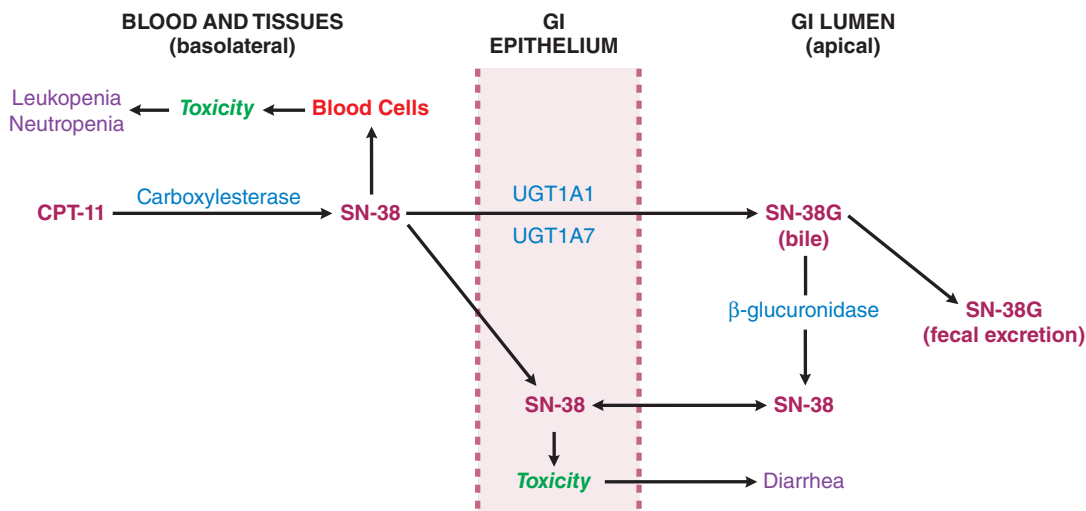 BLOOD AND TISSUES
(basolateral)
GI
EPITHELIUM
GI LUMEN
(apical)
Leukopenia
Neutropenia
Toxicity
Blood Cells
CPT-11
Carboxylesterase
SN-38
UGT1A1
UGT1A7
SN-38G
(bile)
β-glucuronidase
SN-38G
(fecal excretion)
SN-38
SN-38
Toxicity
Diarrhea